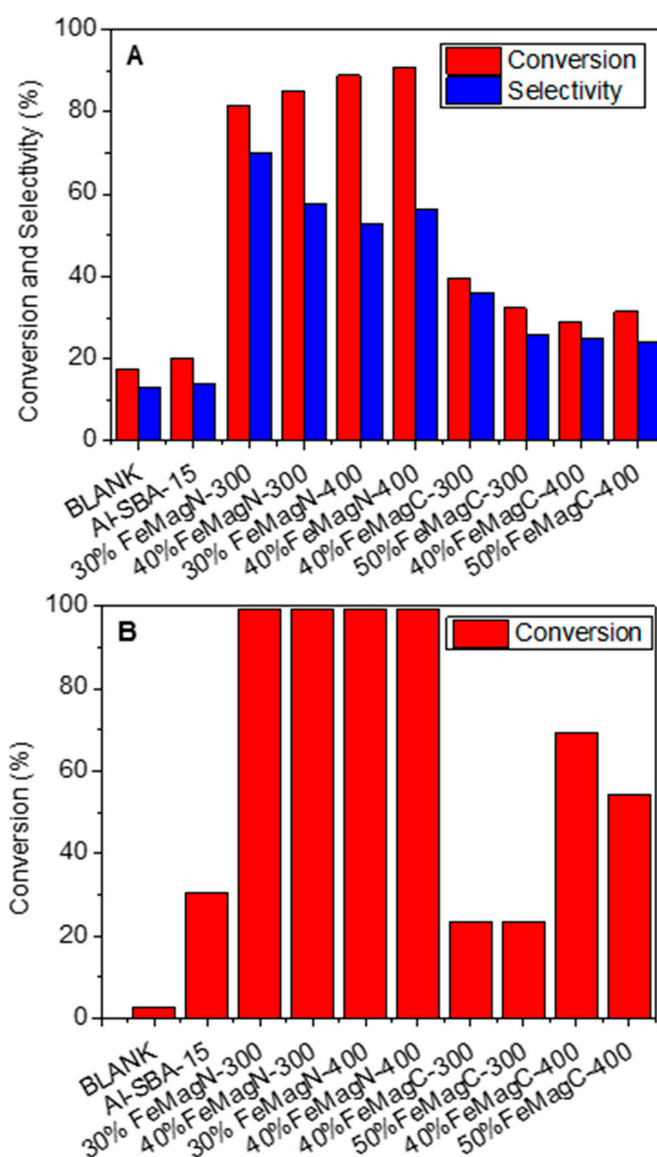 A
Conversion
Selectivity
Conversion and Selectivity (%)
100
80
60
40
20
0
BLANK
Al-SBA-15
30% FeMagN-300
40%FeMagN-300
30% FeMagN-400
40%FeMagN-400
40%FeMagC-300
50%FeMagC-300
40%FeMagC-400
50%FeMagC-400
B
Conversion
Conversion (%)
100
80
60
40
20
0
BLANK
Al-SBA-15
30% FeMagN-300
40%FeMagN-300
30% FeMagN-400
40%FeMagN-400
40%FeMagC-300
50%FeMagC-300
40%FeMagC-400
50%FeMagC-400